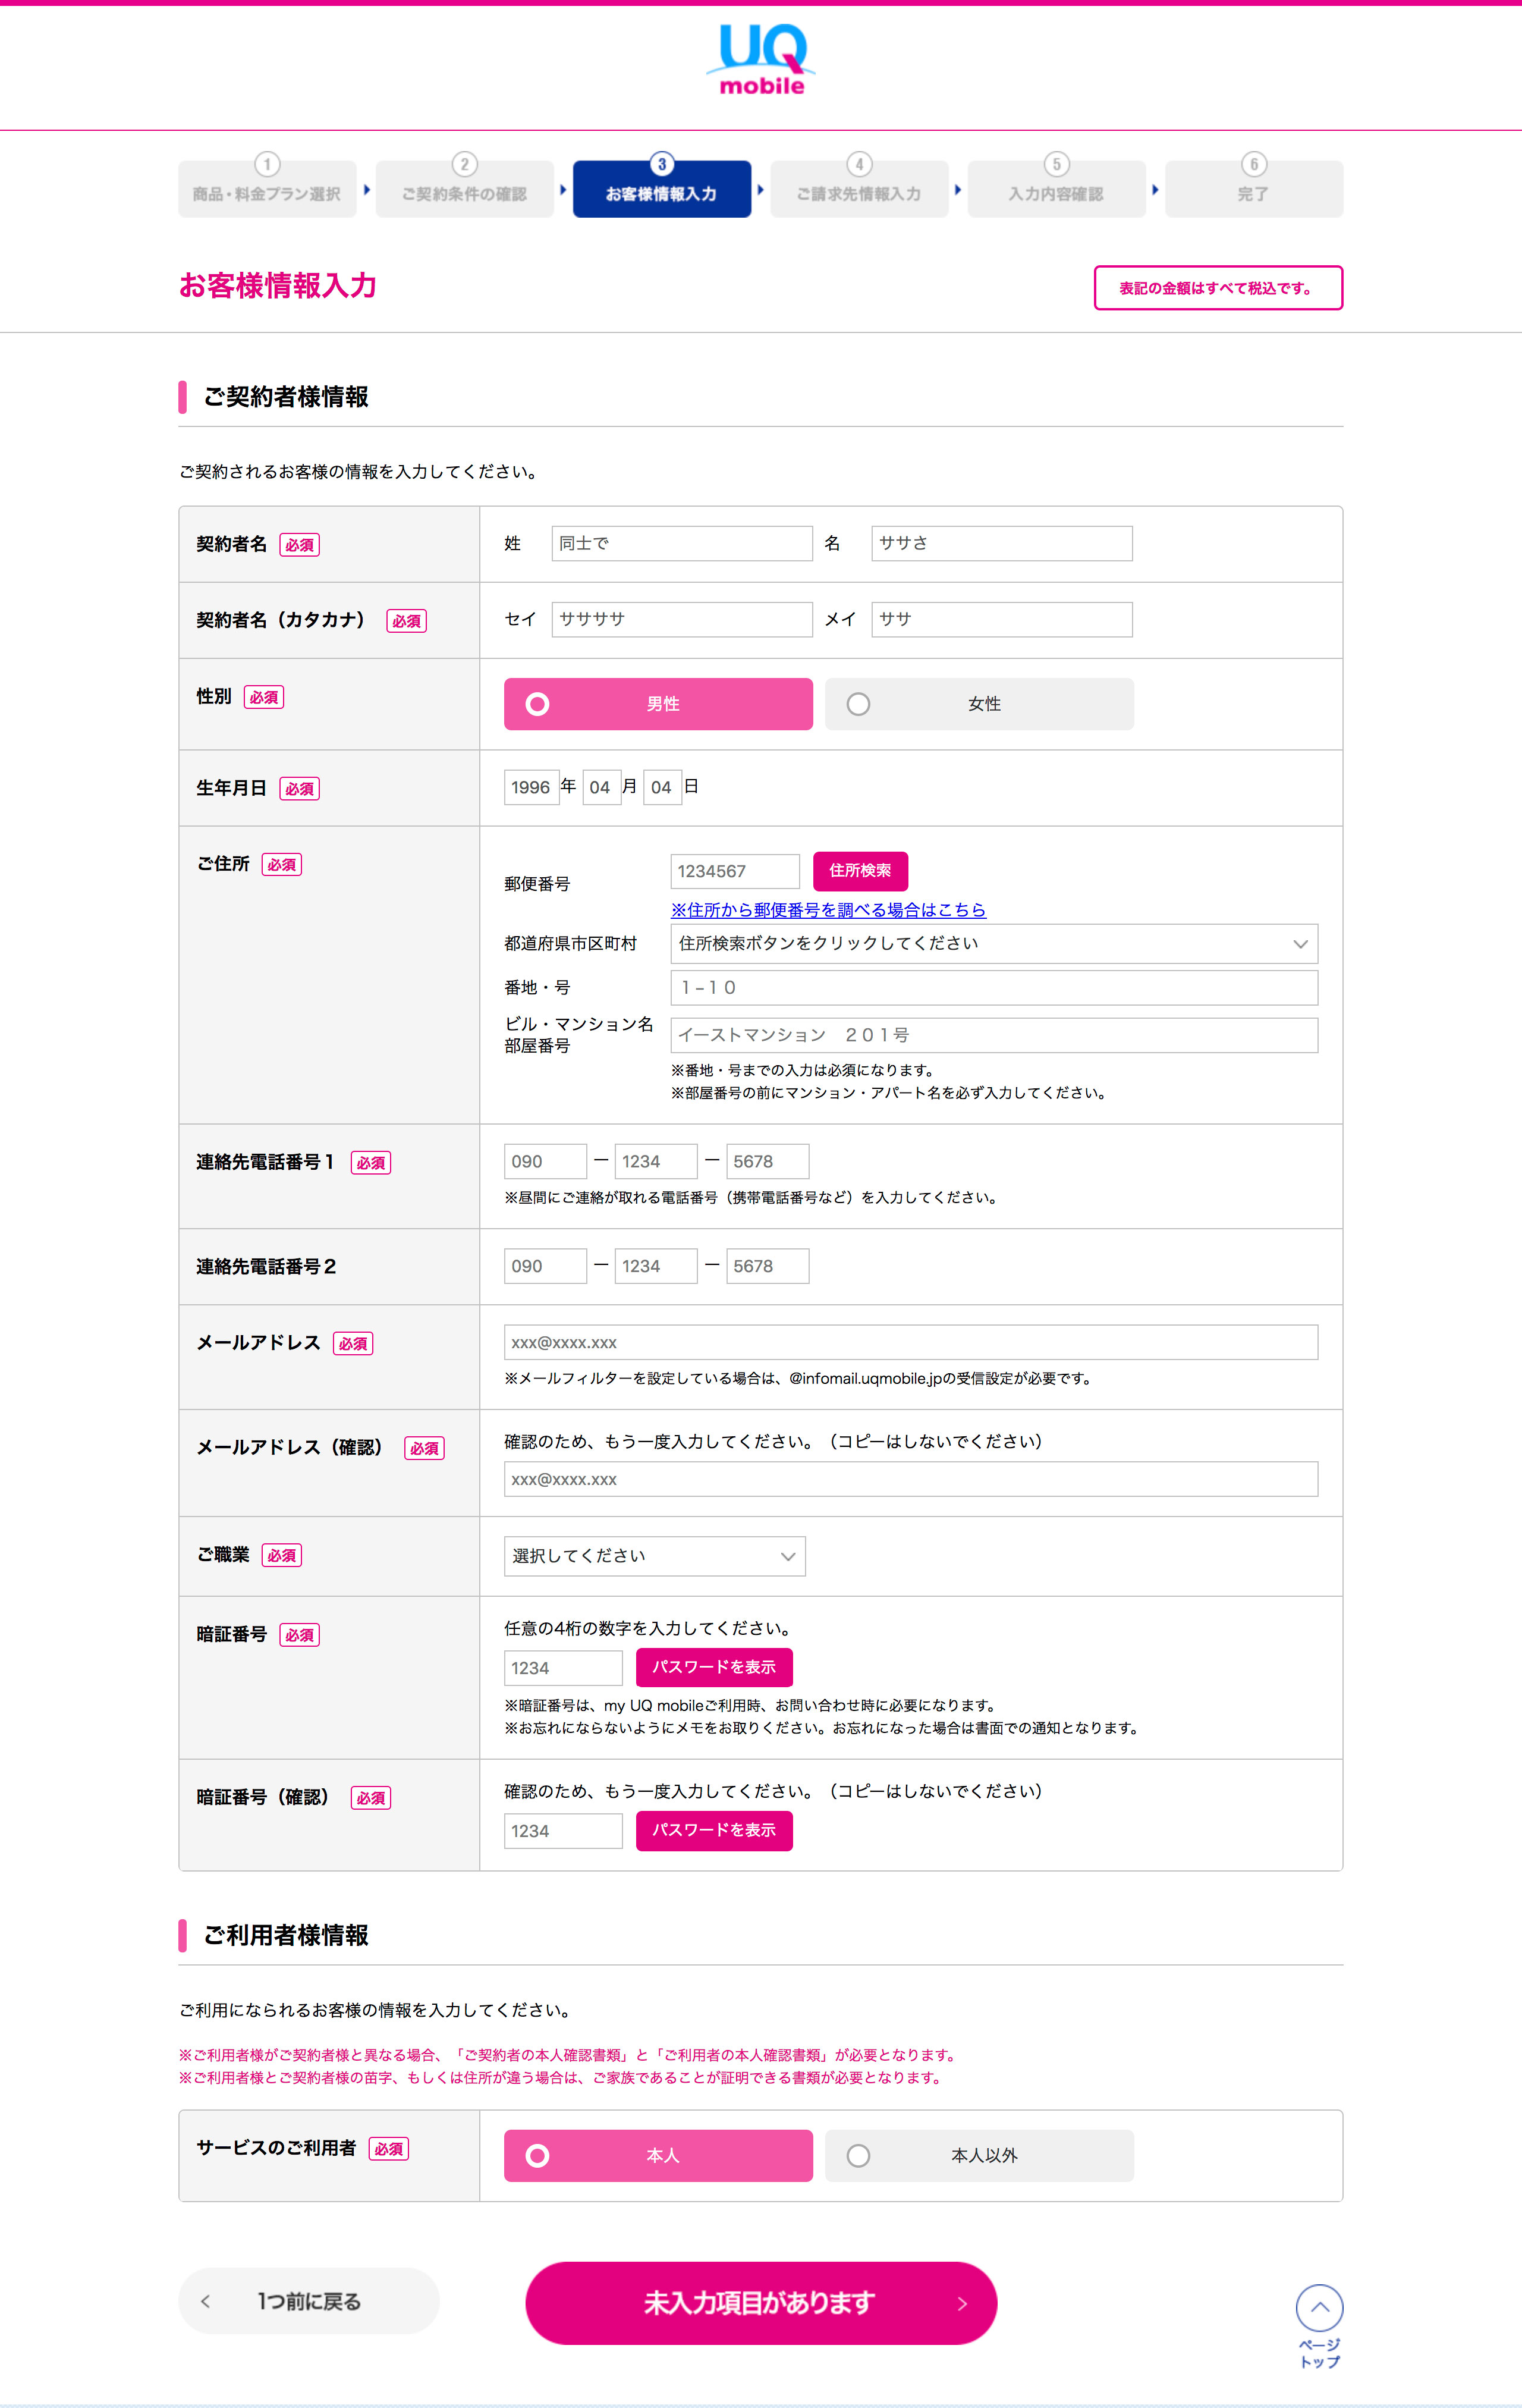 UQ
mobile
1 2 3 4 5 6
商品・料金プラン選択 ご契約条件の確認 お客様情報入力 ご請求先情報入力 入力内容確認 完了
お客様情報入力
表記の金額はすべて税込です。
ご契約者様情報
ご契約されるお客様の情報を入力してください。
契約者名 必須 姓 同士で 名 ササさ
契約者名（カタカナ） 必須 セイ ササササ メイ ササ
性別 必須 男性 女性
生年月日 必須 1996 年 04 月 04 日
ご住所 必須
郵便番号 1234567 住所検索
※住所から郵便番号を調べる場合はこちら
都道府県市区町村 住所検索ボタンをクリックしてください
番地・号 １−１０
ビル・マンション名
部屋番号 イーストマンション　２０１号
※番地・号までの入力は必須になります。
※部屋番号の前にマンション・アパート名を必ず入力してください。
連絡先電話番号１ 必須 090 ー 1234 ー 5678
※昼間にご連絡が取れる電話番号（携帯電話番号など）を入力してください。
連絡先電話番号２ 090 ー 1234 ー 5678
メールアドレス 必須 xxx@xxxx.xxx
※メールフィルターを設定している場合は、@infomail.uqmobile.jpの受信設定が必要です。
メールアドレス（確認） 必須 確認のため、もう一度入力してください。（コピーはしないでください）
xxx@xxxx.xxx
ご職業 必須 選択してください
暗証番号 必須 任意の4桁の数字を入力してください。
1234 パスワードを表示
※暗証番号は、my UQ mobileご利用時、お問い合わせ時に必要になります。
※お忘れにならないようにメモをお取りください。お忘れになった場合は書面での通知となります。
暗証番号（確認） 必須 確認のため、もう一度入力してください。（コピーはしないでください）
1234 パスワードを表示
ご利用者様情報
ご利用になられるお客様の情報を入力してください。
※ご利用者様がご契約者様と異なる場合、「ご契約者の本人確認書類」と「ご利用者の本人確認書類」が必要となります。
※ご利用者様とご契約者様の苗字、もしくは住所が違う場合は、ご家族であることが証明できる書類が必要となります。
サービスのご利用者 必須 本人 本人以外
1つ前に戻る 未入力項目があります
ページ
トップ